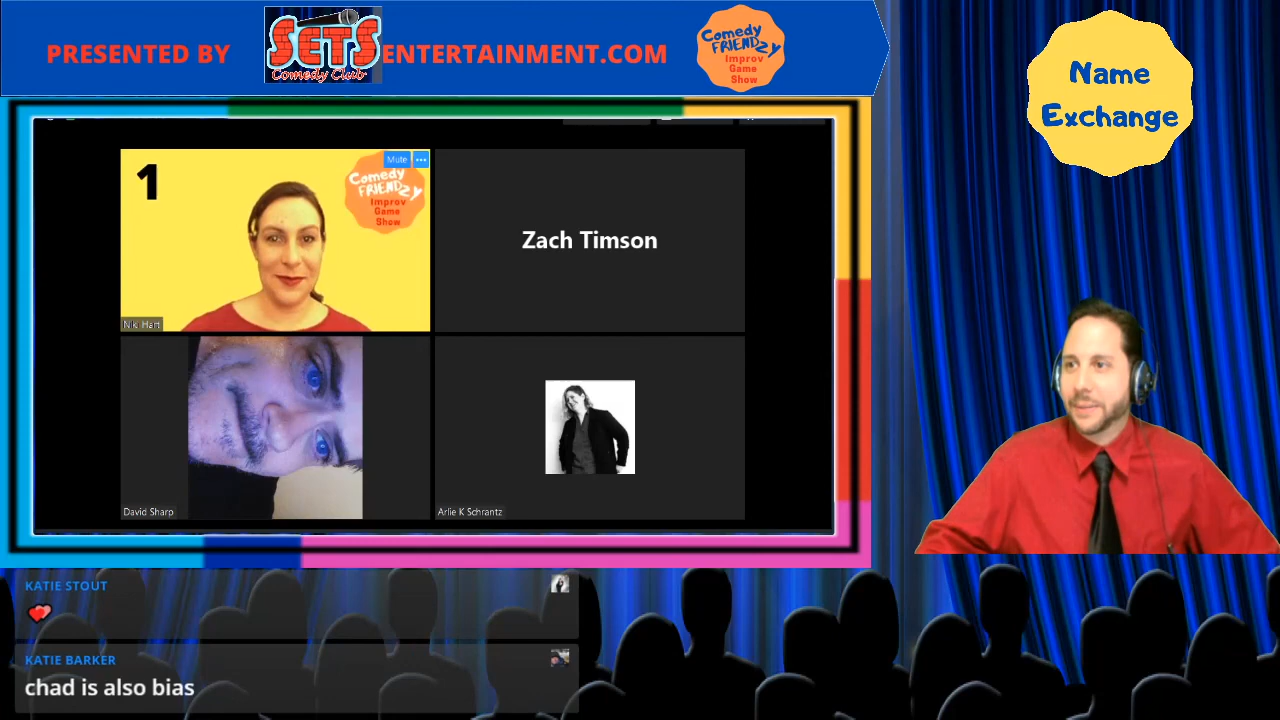 PRESENTED BY
SETS
Comedy Club
ENTERTAINMENT.COM
Comedy
FRIENDZY
Improv
Game
Show
Name
Exchange
1
Mute
Comedy
FRIENDZY
Improv
Game
Show
Niki Hart
Zach Timson
David Sharp
Arlie K Schrantz
KATIE STOUT
KATIE BARKER
chad is also bias